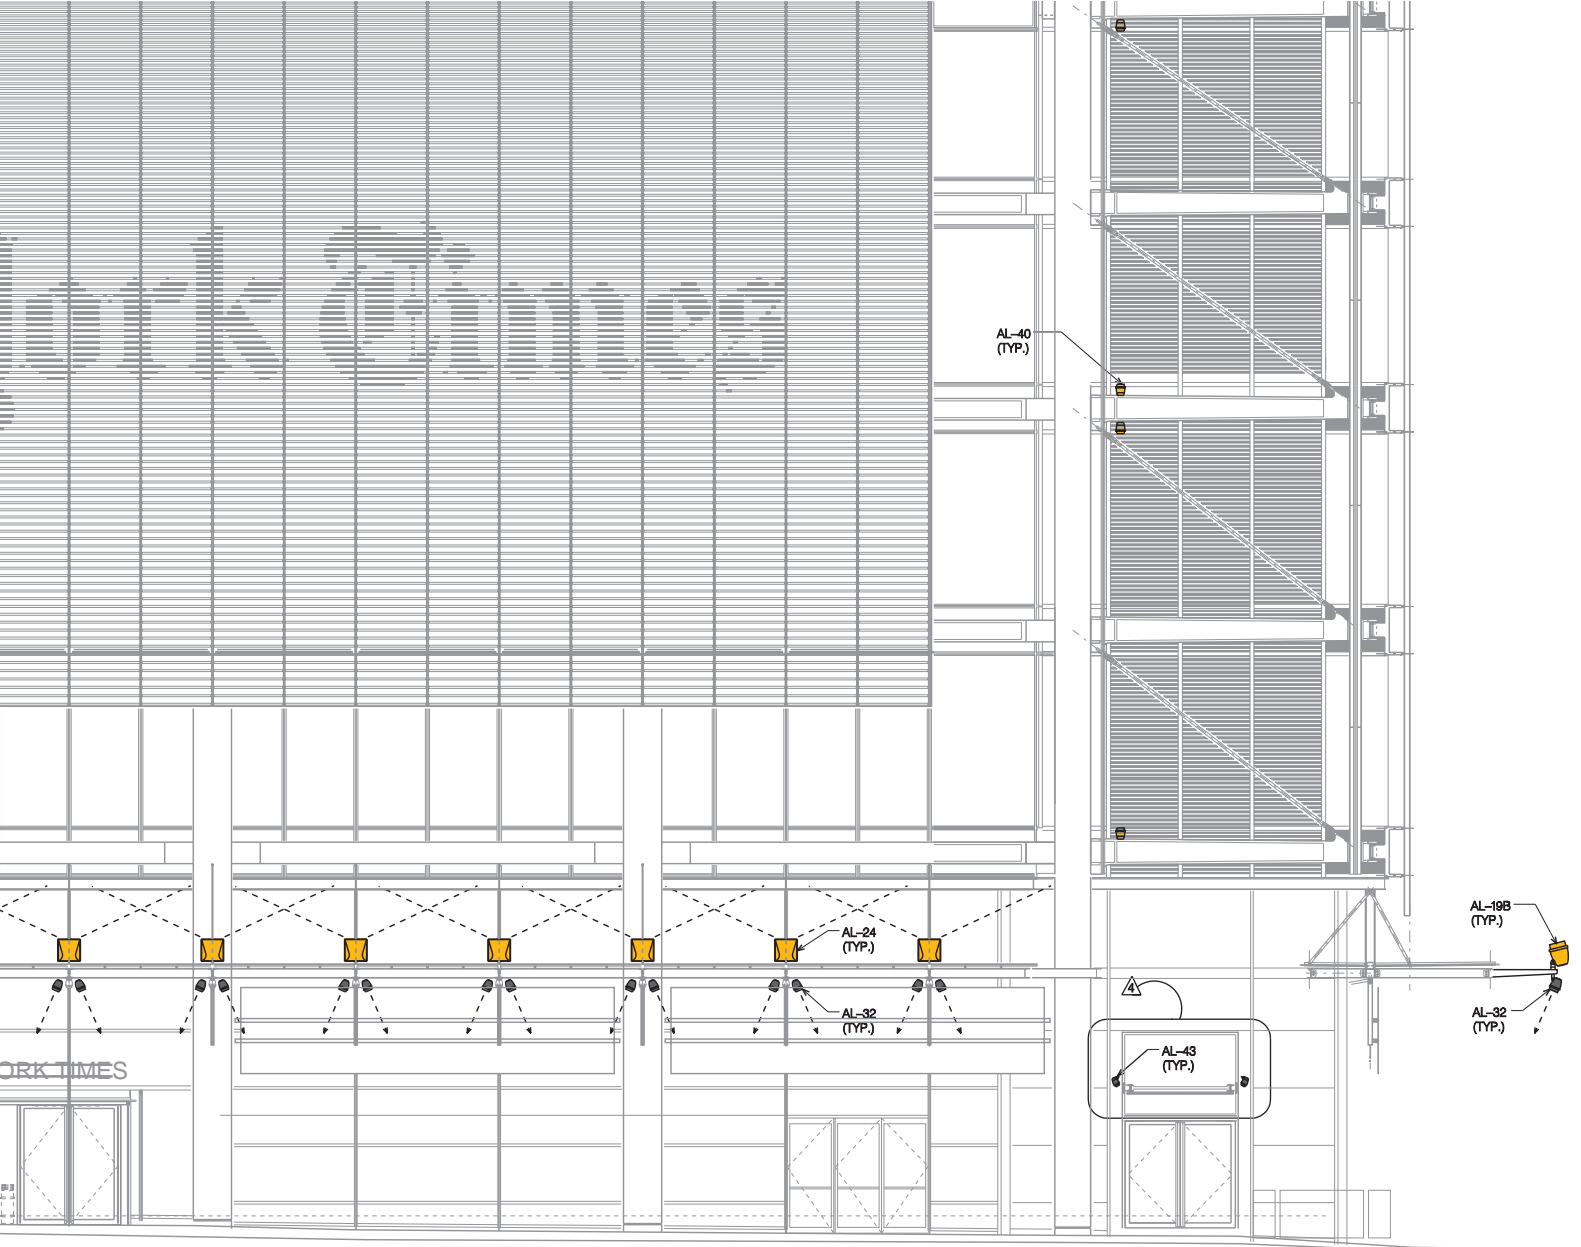 York Times
AL-40
(TYP.)
AL-24
(TYP.)
AL-19B
(TYP.)
4
AL-32
(TYP.)
AL-32
(TYP.)
AL-43
(TYP.)
ORK TIMES